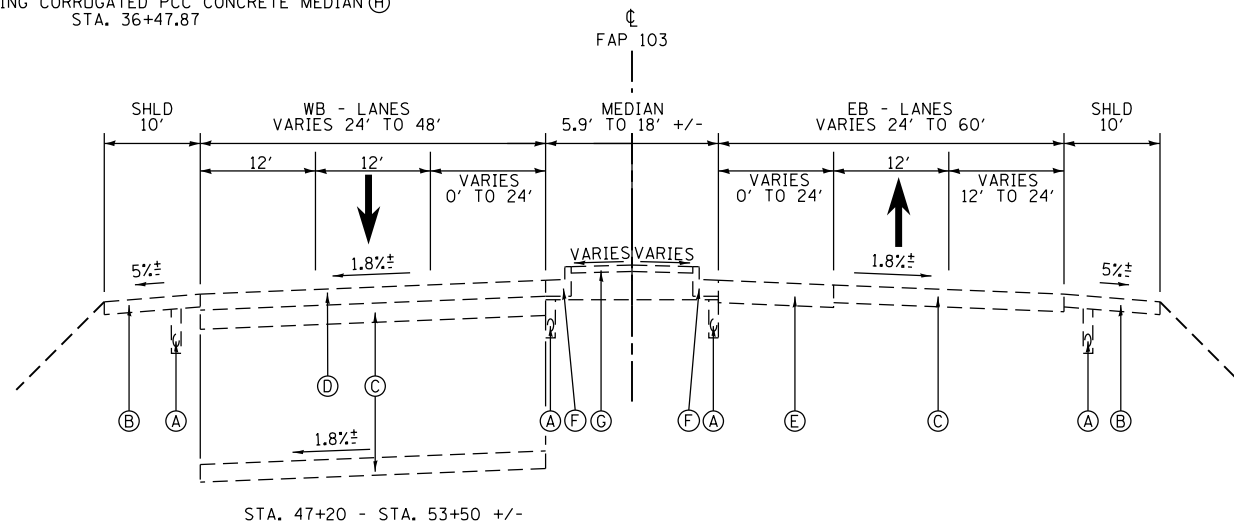 ING CORRUGATED PCC CONCRETE MEDIAN (H)
STA. 36+47.87
℄
FAP 103
SHLD
10'
WB - LANES
VARIES 24' TO 48'
MEDIAN
5.9' TO 18' +/-
EB - LANES
VARIES 24' TO 60'
SHLD
10'
12'
12'
VARIES
0' TO 24'
VARIES
0' TO 24'
12'
VARIES
12' TO 24'
5%±
1.8%±
VARIES VARIES
1.8%±
5%±
D C
B A A F G F A E C A B
1.8%±
STA. 47+20 - STA. 53+50 +/-